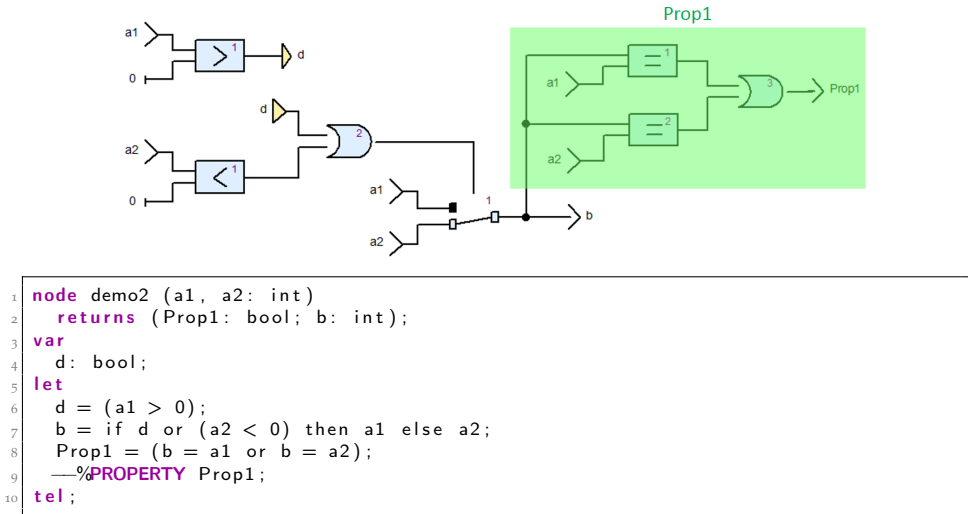 Prop1
a1
1
d
0
a1
1
d
3
Prop1
2
2
a2
a2
1
0
a1
1
b
a2
1 node demo2 (a1, a2: int)
2 returns (Prop1: bool; b: int);
3 var
4 d: bool;
5 let
6 d = (a1 > 0);
7 b = if d or (a2 < 0) then a1 else a2;
8 Prop1 = (b = a1 or b = a2);
9 --%PROPERTY Prop1;
10 tel;